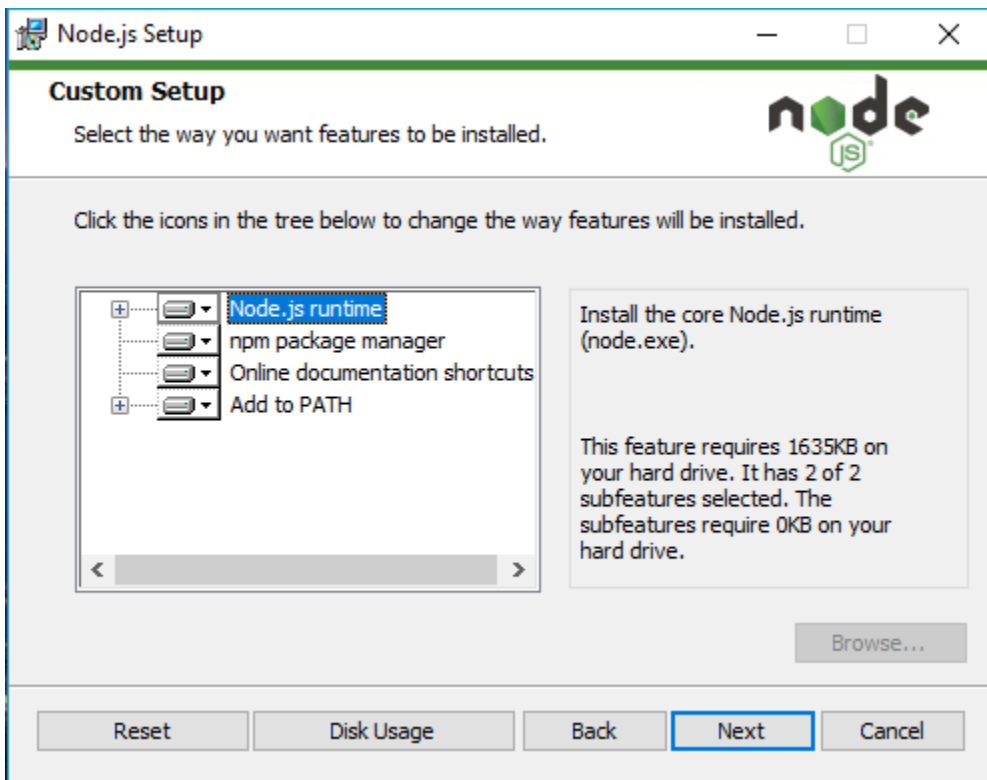 Node.js Setup
Custom Setup
Select the way you want features to be installed.
node
JS
Click the icons in the tree below to change the way features will be installed.
Node.js runtime
npm package manager
Online documentation shortcuts
Add to PATH
Install the core Node.js runtime
(node.exe).
This feature requires 1635KB on
your hard drive. It has 2 of 2
subfeatures selected. The
subfeatures require 0KB on your
hard drive.
Browse...
Reset
Disk Usage
Back
Next
Cancel